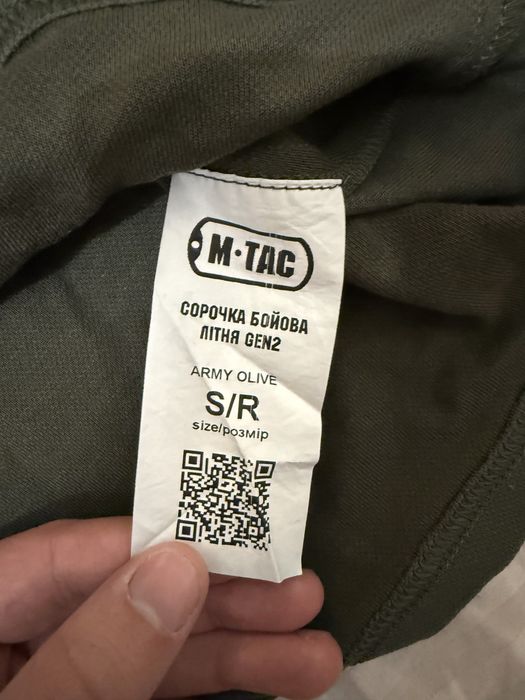 M·TAC
СОРОЧКА БОЙОВА
ЛІТНЯ GEN2
ARMY OLIVE
S/R
size/розмір